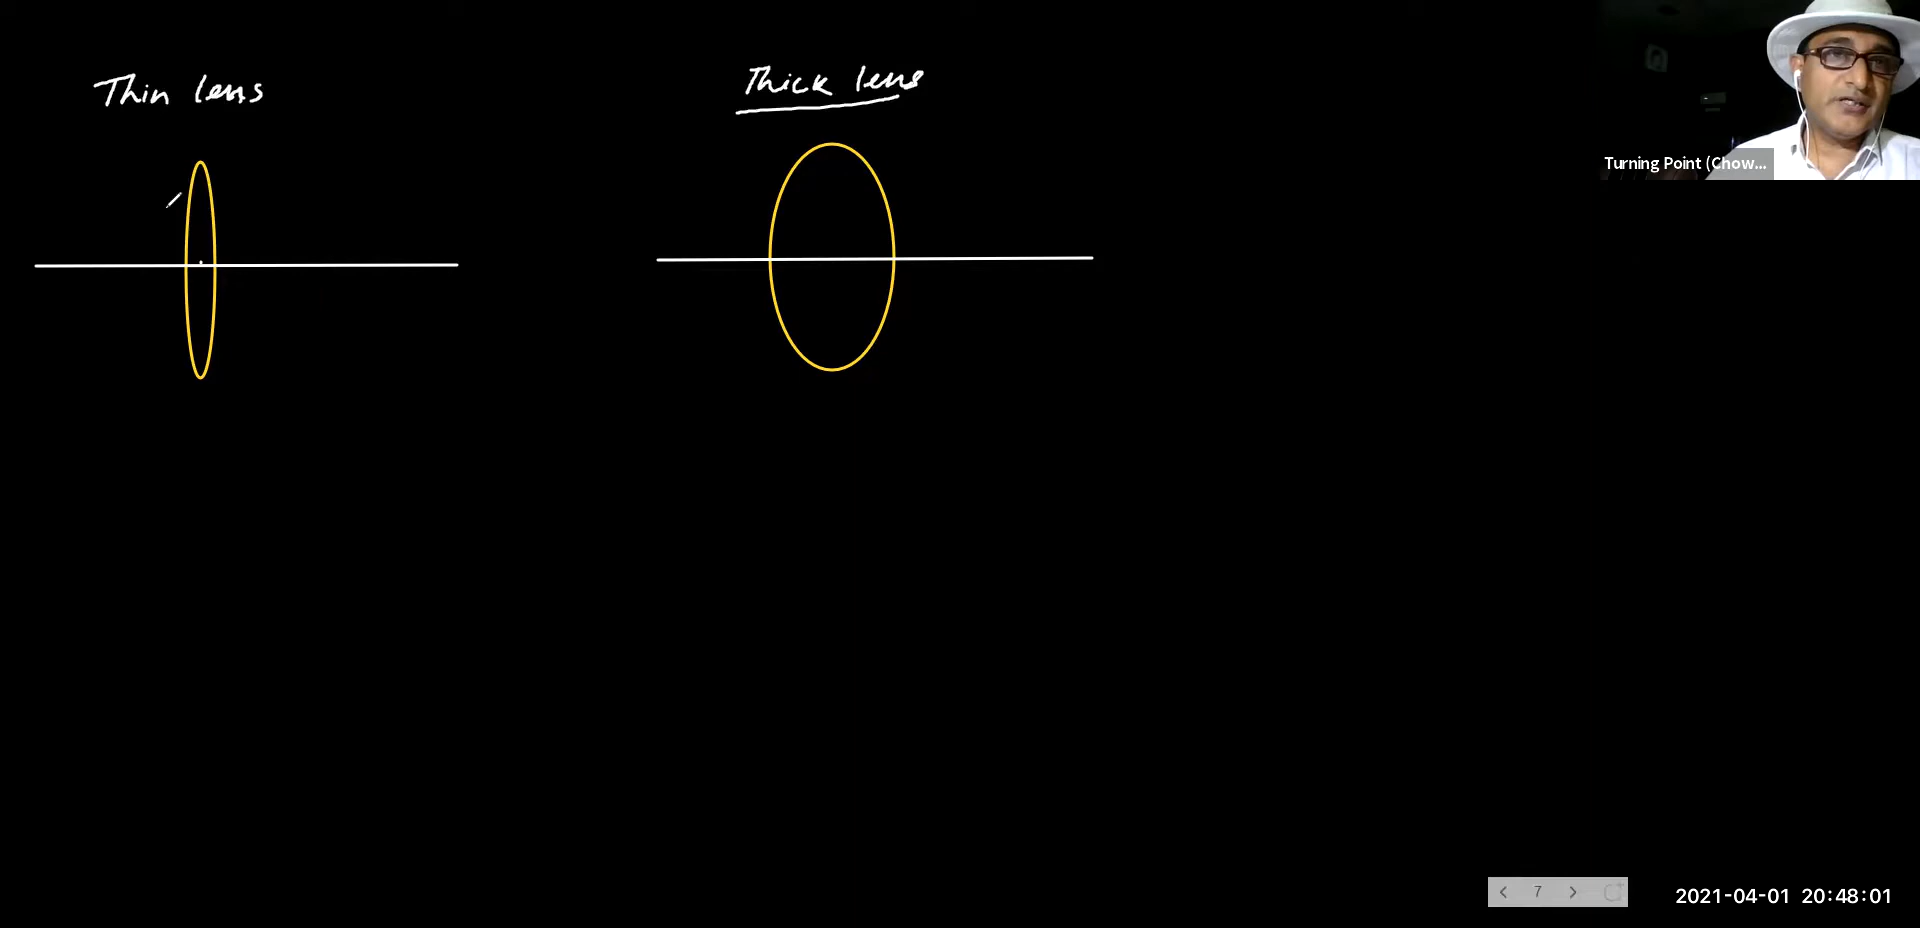 Thin lens
Thick lens
Turning Point (Chow...
7
2021-04-01 20:48:01